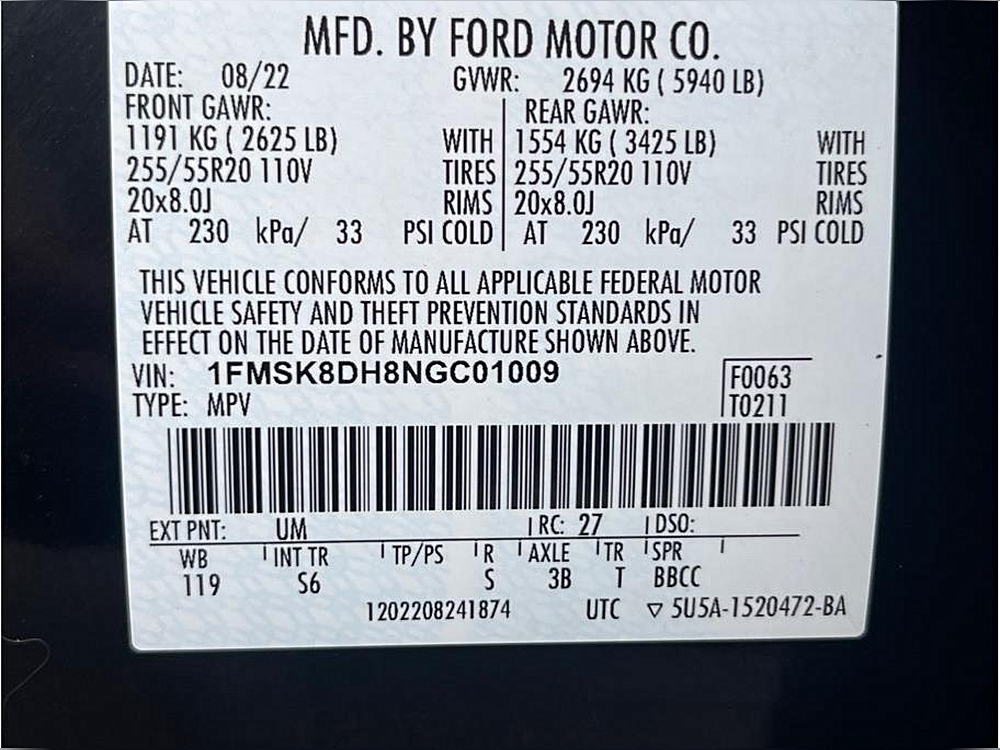 MFD. BY FORD MOTOR CO.
DATE: 08/22 GVWR: 2694 KG ( 5940 LB)
FRONT GAWR: REAR GAWR:
1191 KG ( 2625 LB) WITH 1554 KG ( 3425 LB) WITH
255/55R20 110V TIRES 255/55R20 110V TIRES
20x8.0J RIMS 20x8.0J RIMS
AT 230 kPa/ 33 PSI COLD AT 230 kPa/ 33 PSI COLD
THIS VEHICLE CONFORMS TO ALL APPLICABLE FEDERAL MOTOR
VEHICLE SAFETY AND THEFT PREVENTION STANDARDS IN
EFFECT ON THE DATE OF MANUFACTURE SHOWN ABOVE.
VIN: 1FMSK8DH8NGC01009 F0063
TYPE: MPV T0211
EXT PNT: UM RC: 27 DSO:
WB INT TR TP/PS R AXLE TR SPR
119 S6 S 3B T BBCC
1202208241874 UTC ▽ 5U5A-1520472-BA